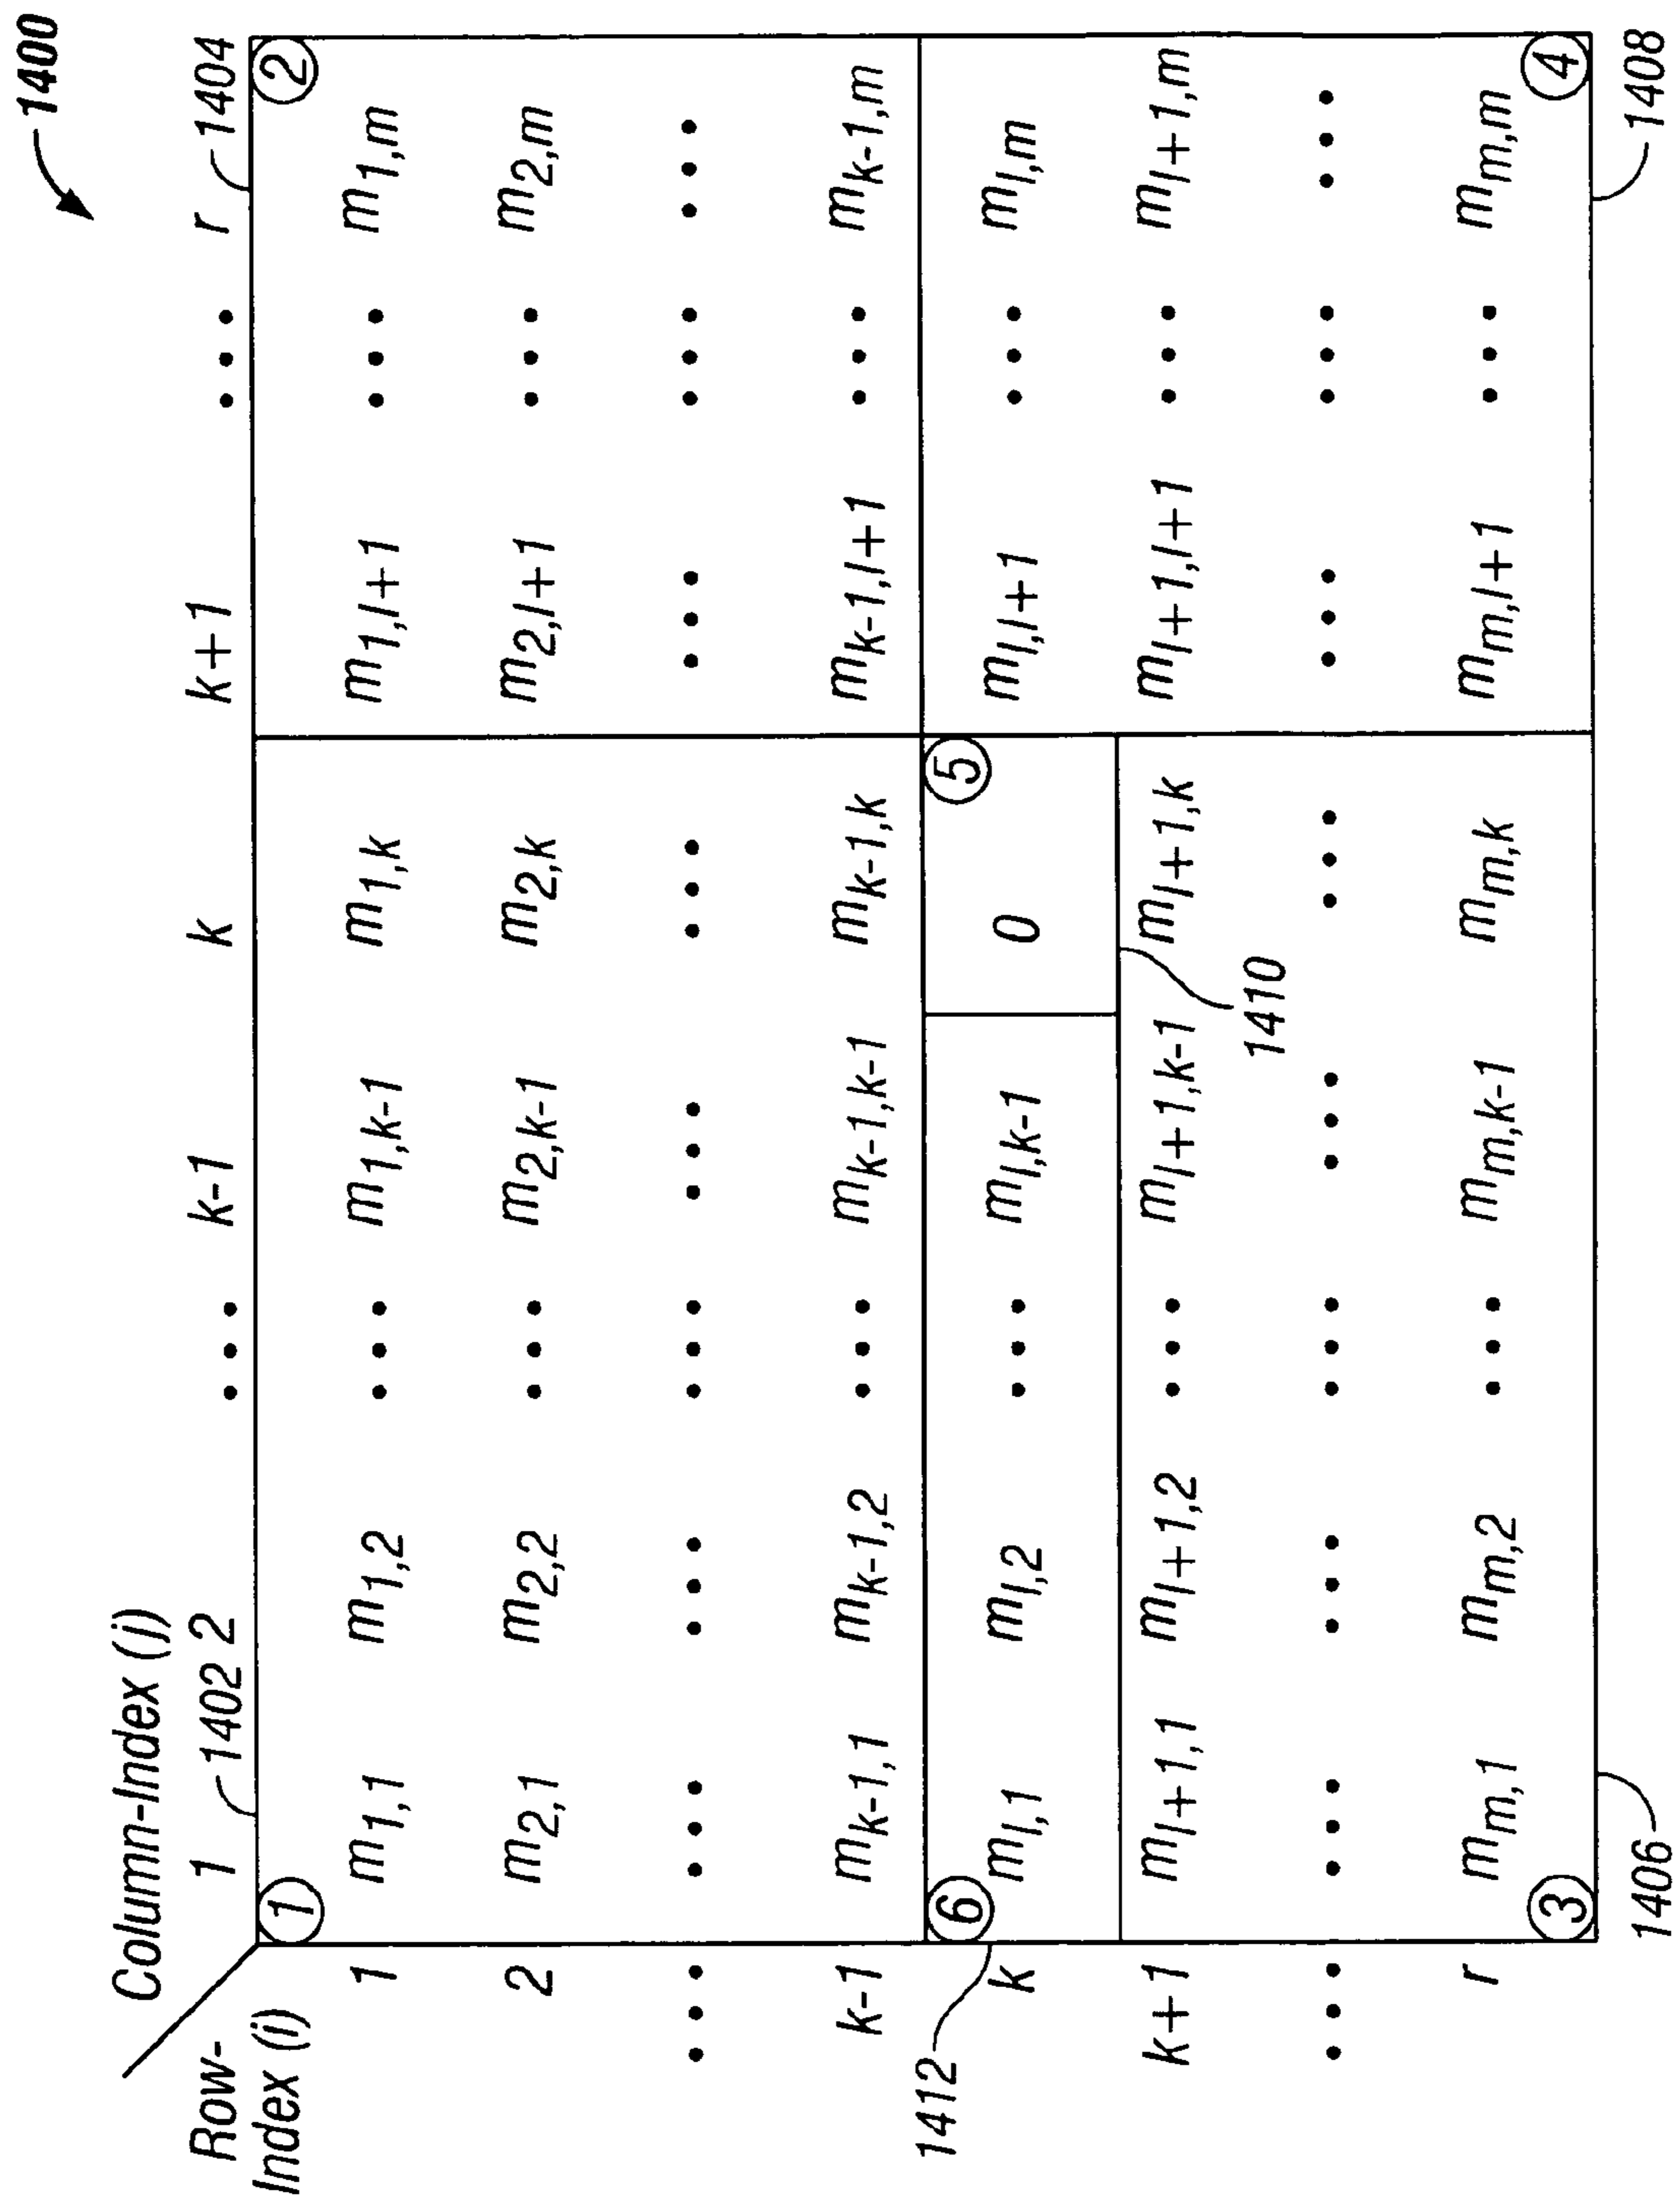 1400
Column-Index (j)
Row-
Index (i)
1 1402 2 ••• k-1 k k+1 ••• r 1404
① ②
1 m1,1 m1,2 ••• m1,k-1 m1,k m1,l+1 ••• m1,m
2 m2,1 m2,2 ••• m2,k-1 m2,k m2,l+1 ••• m2,m
••• ••• ••• ••• ••• ••• ••• ••• •••
k-1 mk-1,1 mk-1,2 ••• mk-1,k-1 mk-1,k mk-1,l+1 ••• mk-1,m
⑥ ⑤
k ml,1 ml,2 ••• ml,k-1 0 ml,l+1 ••• ml,m
1412
k+1 ml+1,1 ml+1,2 ••• ml+1,k-1 ml+1,k ml+1,l+1 ••• ml+1,m
1410
••• ••• ••• ••• ••• ••• ••• ••• •••
r mm,1 mm,2 ••• mm,k-1 mm,k mm,l+1 ••• mm,m
③ ④
1406 1408